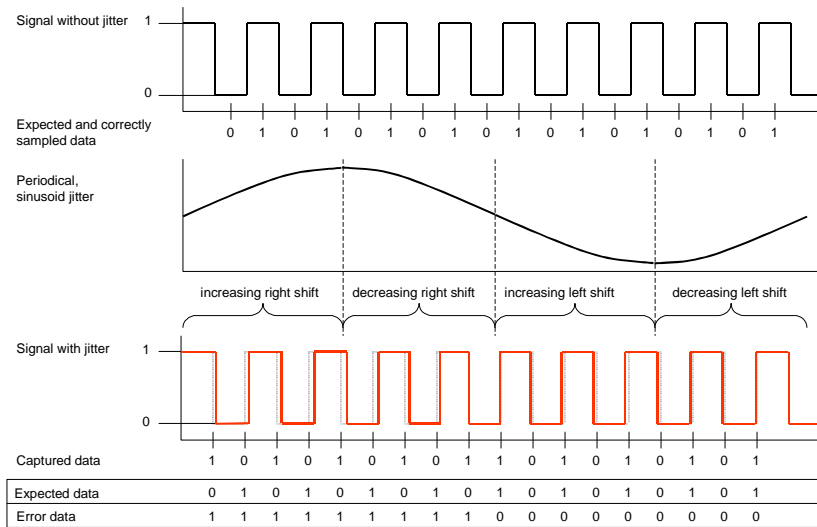 Signal without jitter
1
0
Expected and correctly
sampled data
0 1 0 1 0 1 0 1 0 1 0 1 0 1 0 1 0 1
Periodical,
sinusoid jitter
increasing right shift decreasing right shift increasing left shift decreasing left shift
Signal with jitter
1
0
Captured data 1 0 1 0 1 0 1 0 1 1 0 1 0 1 0 1 0 1
Expected data 0 1 0 1 0 1 0 1 0 1 0 1 0 1 0 1 0 1
Error data 1 1 1 1 1 1 1 1 1 0 0 0 0 0 0 0 0 0